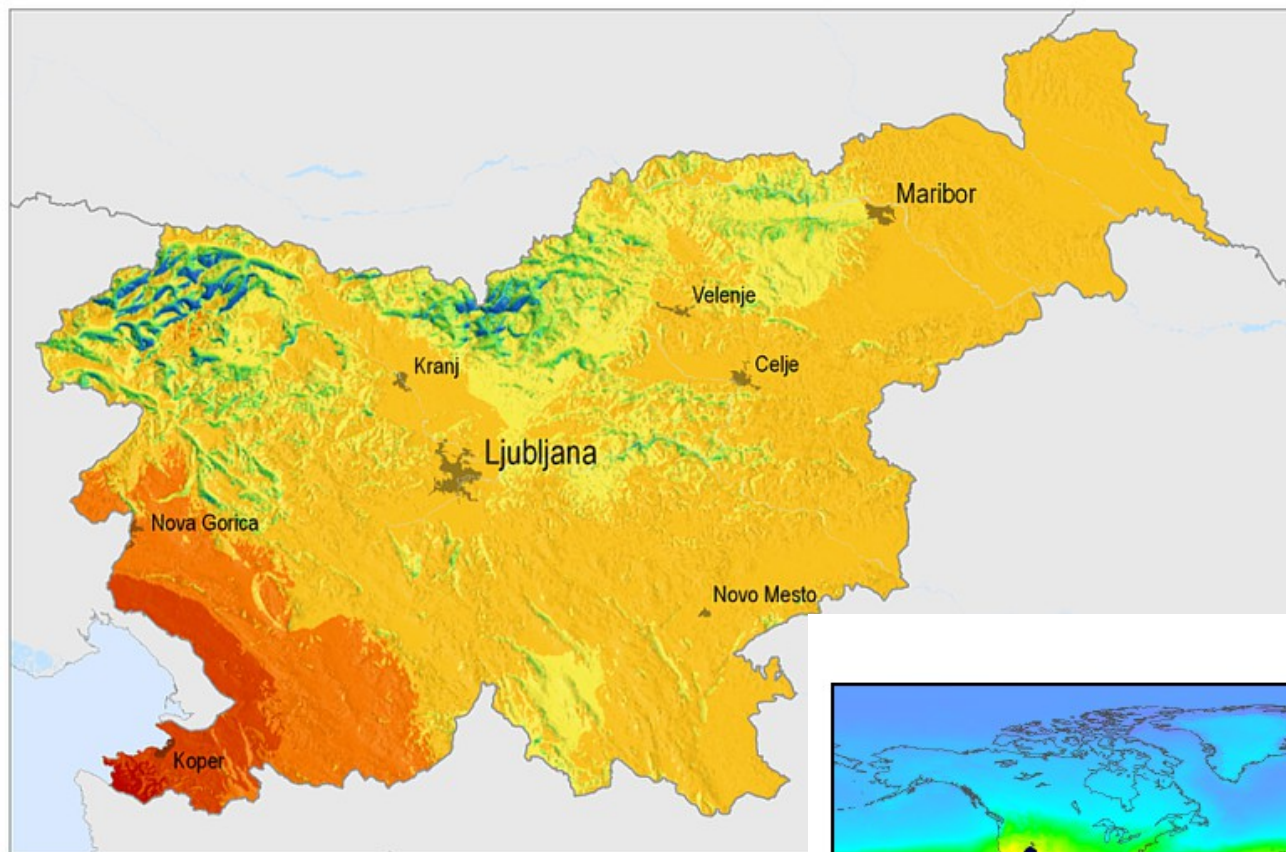 Maribor
Velenje
Kranj
Celje
Ljubljana
Nova Gorica
Novo Mesto
Koper